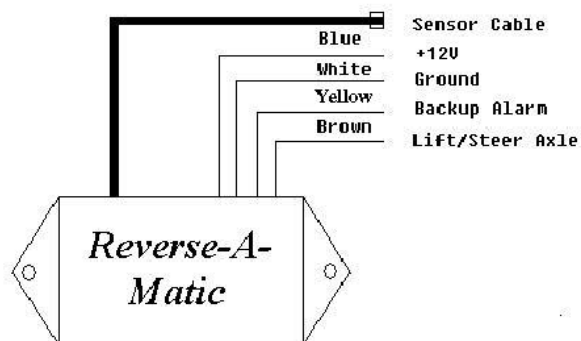 Sensor Cable
Blue
+12V
White
Ground
Yellow
Backup Alarm
Brown
Lift/Steer Axle
Reverse-A-
Matic